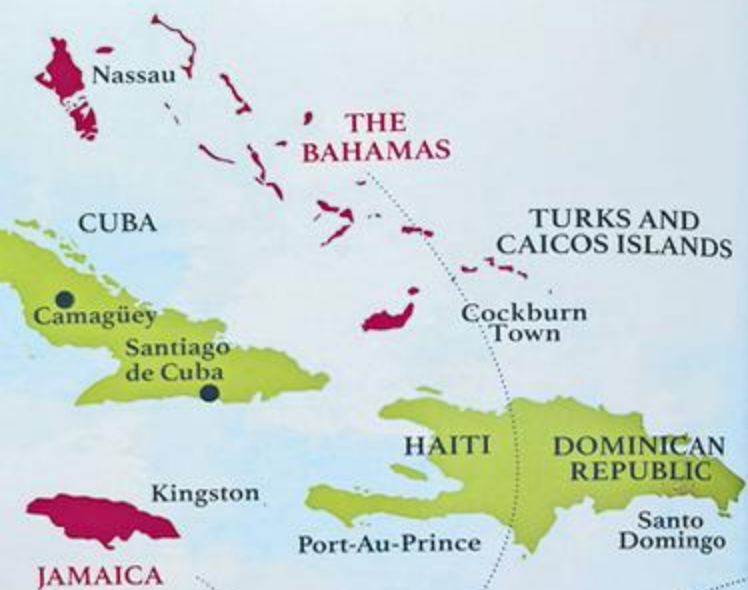 Nassau
THE
BAHAMAS
CUBA
TURKS AND
CAICOS ISLANDS
Camagüey
Cockburn
Town
Santiago
de Cuba
HAITI
DOMINICAN
REPUBLIC
Kingston
Port-Au-Prince
Santo
Domingo
JAMAICA